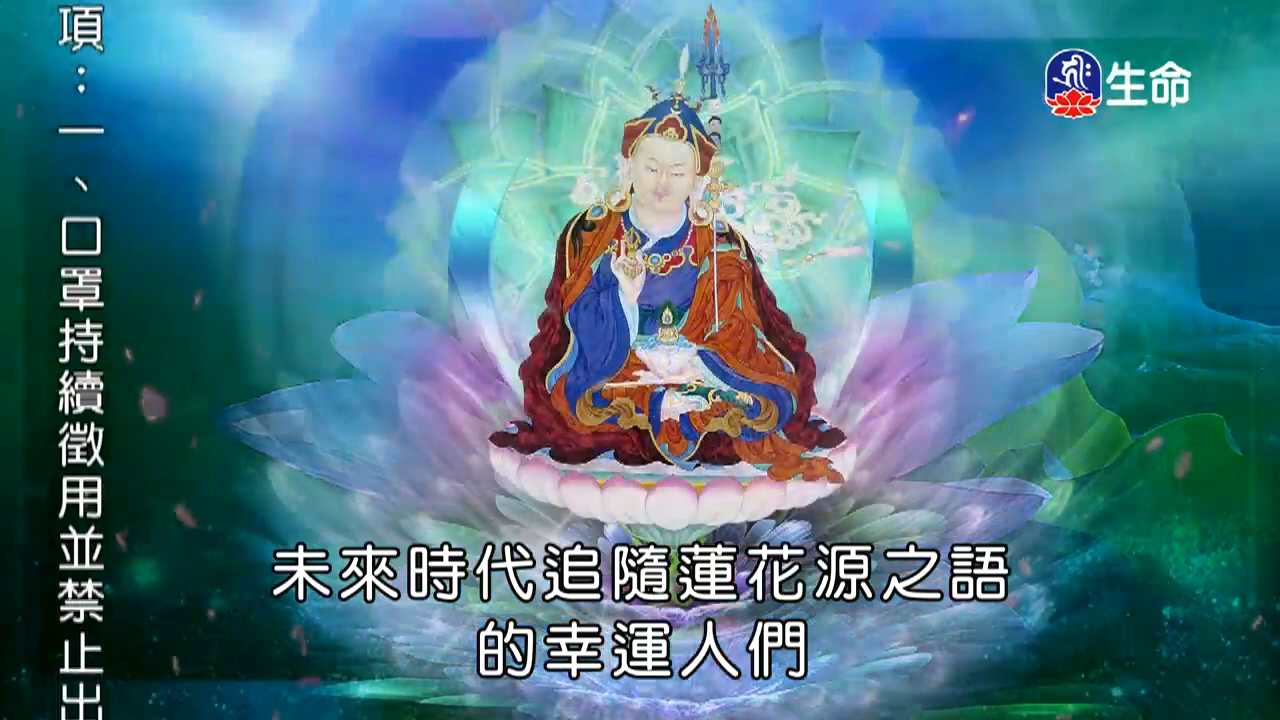 項：一、口罩持續徵用並禁止出
生命
未來時代追隨蓮花源之語
的幸運人們